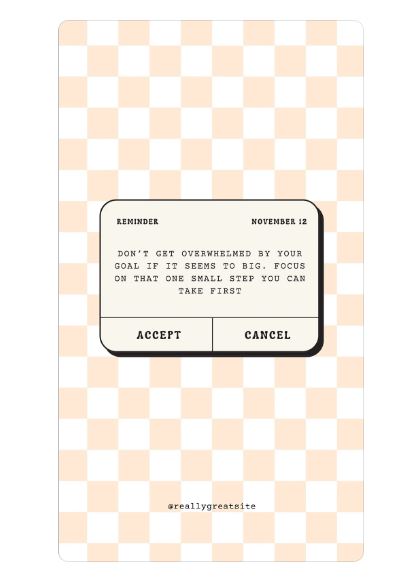 REMINDER NOVEMBER 12
DON'T GET OVERWHELMED BY YOUR
GOAL IF IT SEEMS TO BIG. FOCUS
ON THAT ONE SMALL STEP YOU CAN
TAKE FIRST
ACCEPT CANCEL
@reallygreatsite